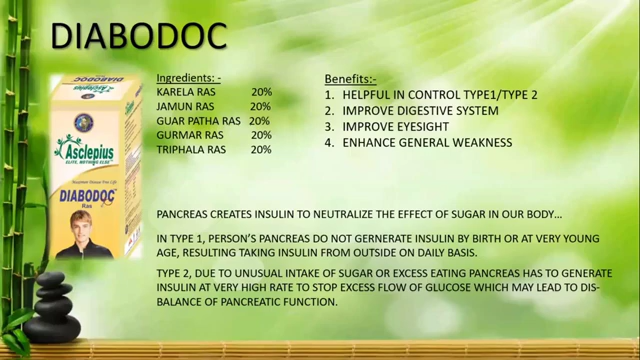 DIABODOC
Ingredients: -
KARELA RAS 20%
JAMUN RAS 20%
GUAR PATHA RAS 20%
GURMAR RAS 20%
TRIPHALA RAS 20%
Benefits:-
1. HELPFUL IN CONTROL TYPE1/TYPE 2
2. IMPROVE DIGESTIVE SYSTEM
3. IMPROVE EYESIGHT
4. ENHANCE GENERAL WEAKNESS
DIABODOC
Asclepius
ELITE, NOTHING ELSE
DIABODOC
Ras
PANCREAS CREATES INSULIN TO NEUTRALIZE THE EFFECT OF SUGAR IN OUR BODY…
IN TYPE 1, PERSON’S PANCREAS DO NOT GERNERATE INSULIN BY BIRTH OR AT VERY YOUNG
AGE, RESULTING TAKING INSULIN FROM OUTSIDE ON DAILY BASIS.
TYPE 2, DUE TO UNUSUAL INTAKE OF SUGAR OR EXCESS EATING PANCREAS HAS TO GENERATE
INSULIN AT VERY HIGH RATE TO STOP EXCESS FLOW OF GLUCOSE WHICH MAY LEAD TO DIS-
BALANCE OF PANCREATIC FUNCTION.